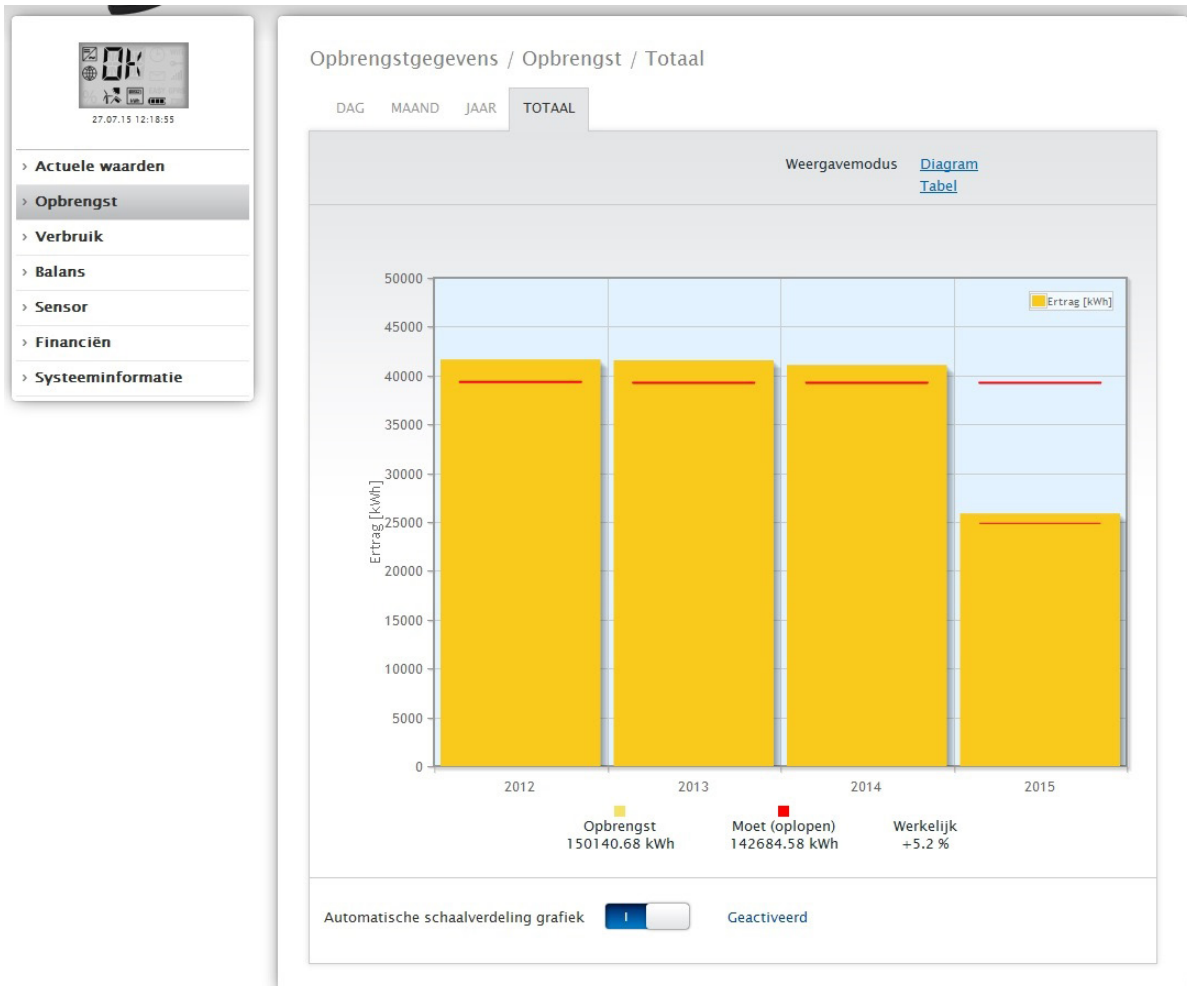 OK
27.07.15 12:18:55
› Actuele waarden
› Opbrengst
› Verbruik
› Balans
› Sensor
› Financiën
› Systeeminformatie
Opbrengstgegevens / Opbrengst / Totaal
DAG MAAND JAAR TOTAAL
Weergavemodus Diagram
Tabel
Ertrag [kWh]
50000
45000
40000
35000
30000
25000
20000
15000
10000
5000
0
Ertrag [kWh]
2012 2013 2014 2015
Opbrengst Moet (oplopen) Werkelijk
150140.68 kWh 142684.58 kWh +5.2 %
Automatische schaalverdeling grafiek I Geactiveerd